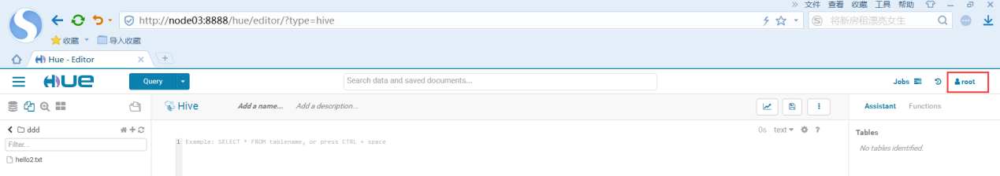 » 文件 查看 收藏 工具 帮助
http://node03:8888/hue/editor/?type=hive
将新房租漂亮女生
收藏 导入收藏
Hue - Editor
HUE Query Search data and saved documents... Jobs root
Hive Add a name... Add a description... Assistant Functions
ddd 0s text ? Tables
Filter... 1 Example: SELECT * FROM tablename, or press CTRL + space No tables identified.
hello2.txt